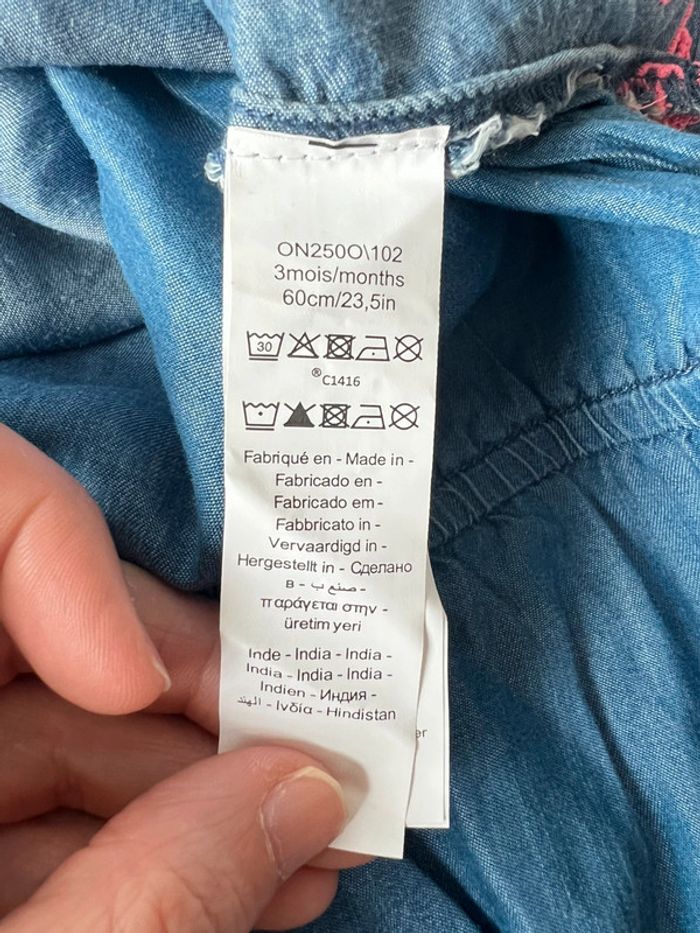 ON250O\102
3mois/months
60cm/23,5in
30
®C1416
Fabriqué en - Made in -
Fabricado en -
Fabricado em -
Fabbricato in -
Vervaardigd in -
Hergestellt in - Сделано
в - صنع ب -
παράγεται στην -
üretim yeri
Inde - India - India -
India - India - India -
Indien - Индия -
الهند - Ινδία - Hindistan
er